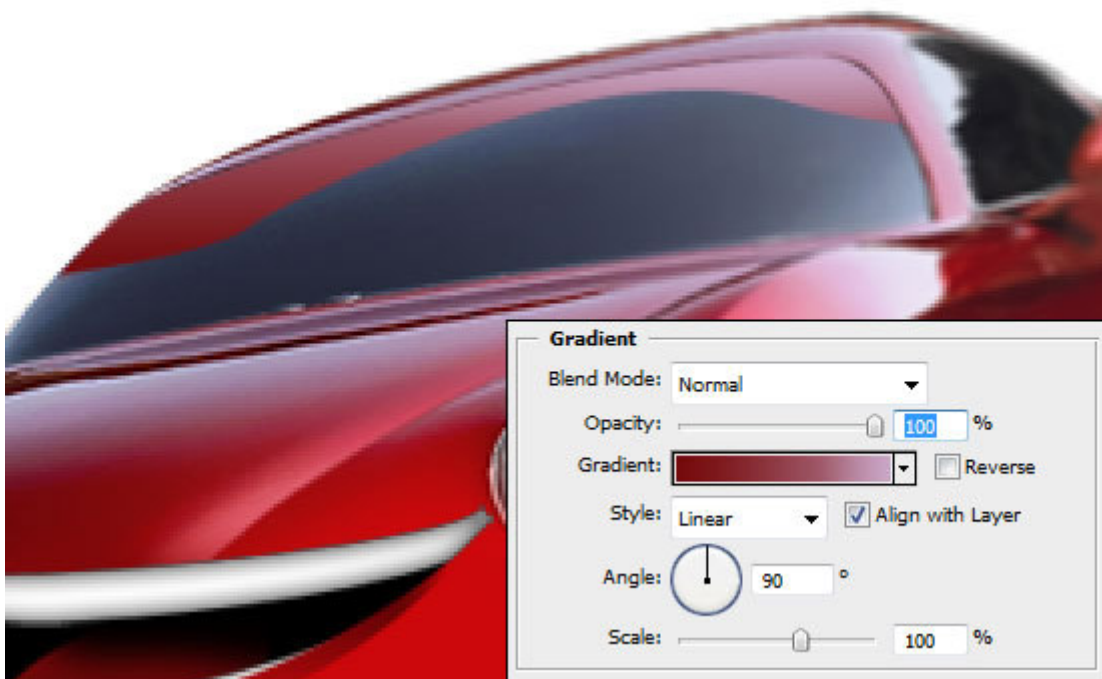 Gradient
Blend Mode: Normal
Opacity: 100 %
Gradient: Reverse
Style: Linear Align with Layer
Angle: 90 °
Scale: 100 %